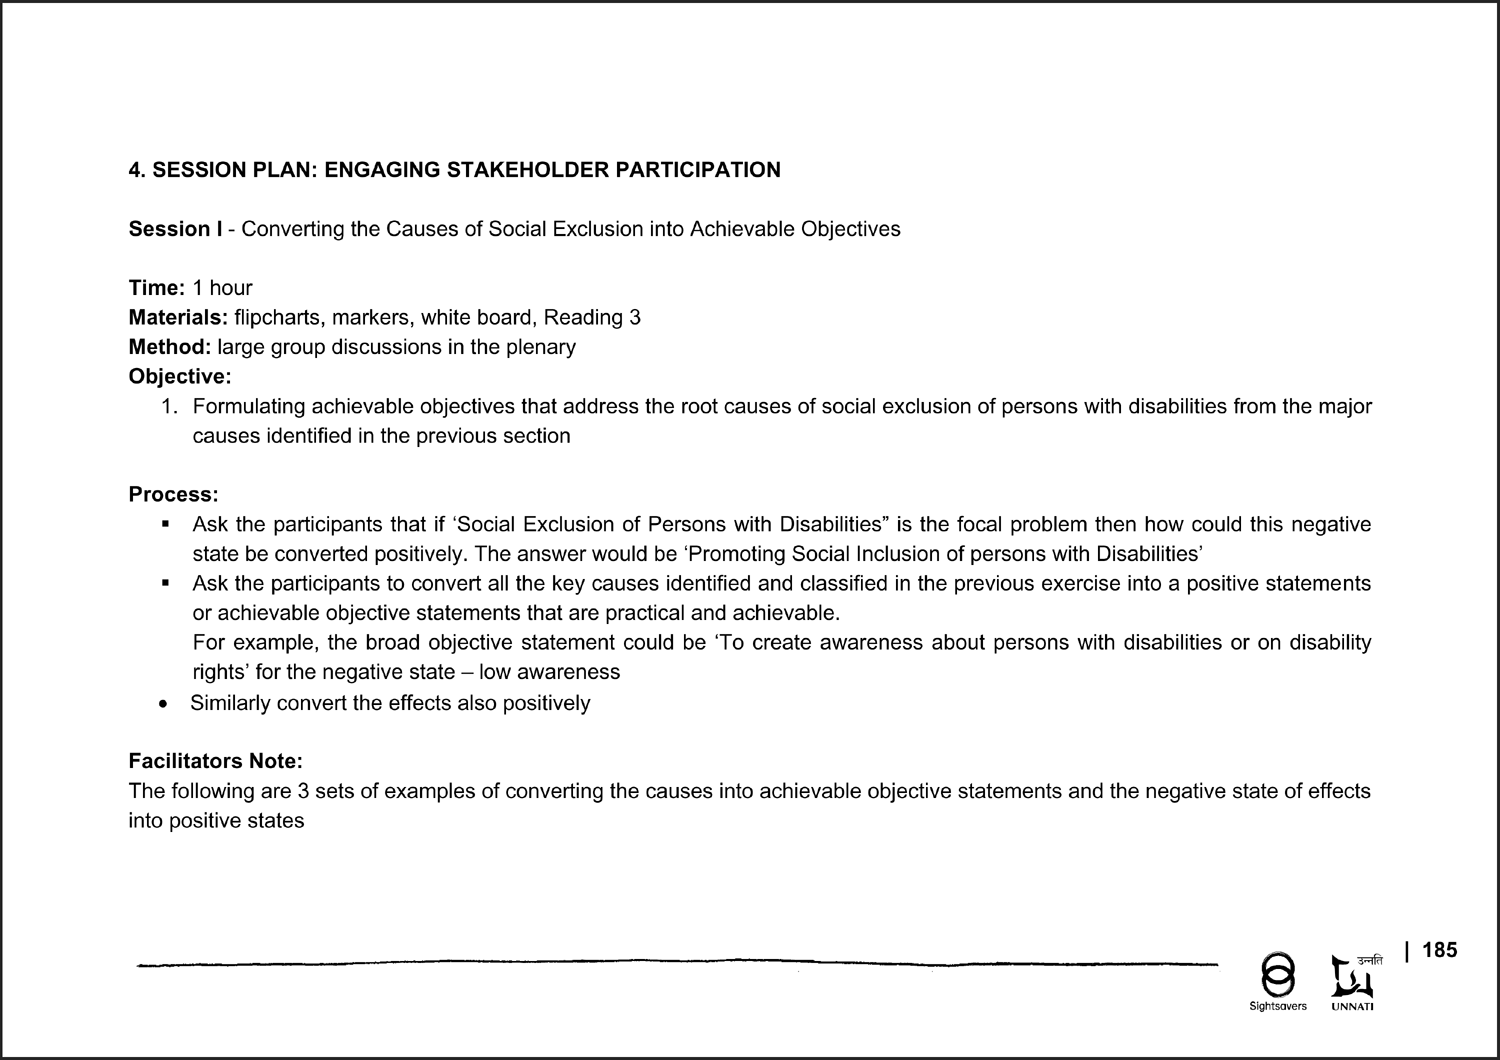 4. SESSION PLAN: ENGAGING STAKEHOLDER PARTICIPATION
Session I - Converting the Causes of Social Exclusion into Achievable Objectives
Time: 1 hour
Materials: flipcharts, markers, white board, Reading 3
Method: large group discussions in the plenary
Objective:
1. Formulating achievable objectives that address the root causes of social exclusion of persons with disabilities from the major
causes identified in the previous section
Process:
▪ Ask the participants that if ‘Social Exclusion of Persons with Disabilities” is the focal problem then how could this negative
state be converted positively. The answer would be ‘Promoting Social Inclusion of persons with Disabilities’
▪ Ask the participants to convert all the key causes identified and classified in the previous exercise into a positive statements
or achievable objective statements that are practical and achievable.
For example, the broad objective statement could be ‘To create awareness about persons with disabilities or on disability
rights’ for the negative state – low awareness
• Similarly convert the effects also positively
Facilitators Note:
The following are 3 sets of examples of converting the causes into achievable objective statements and the negative state of effects
into positive states
| 185
उन्नति
Sightsavers
UNNATI